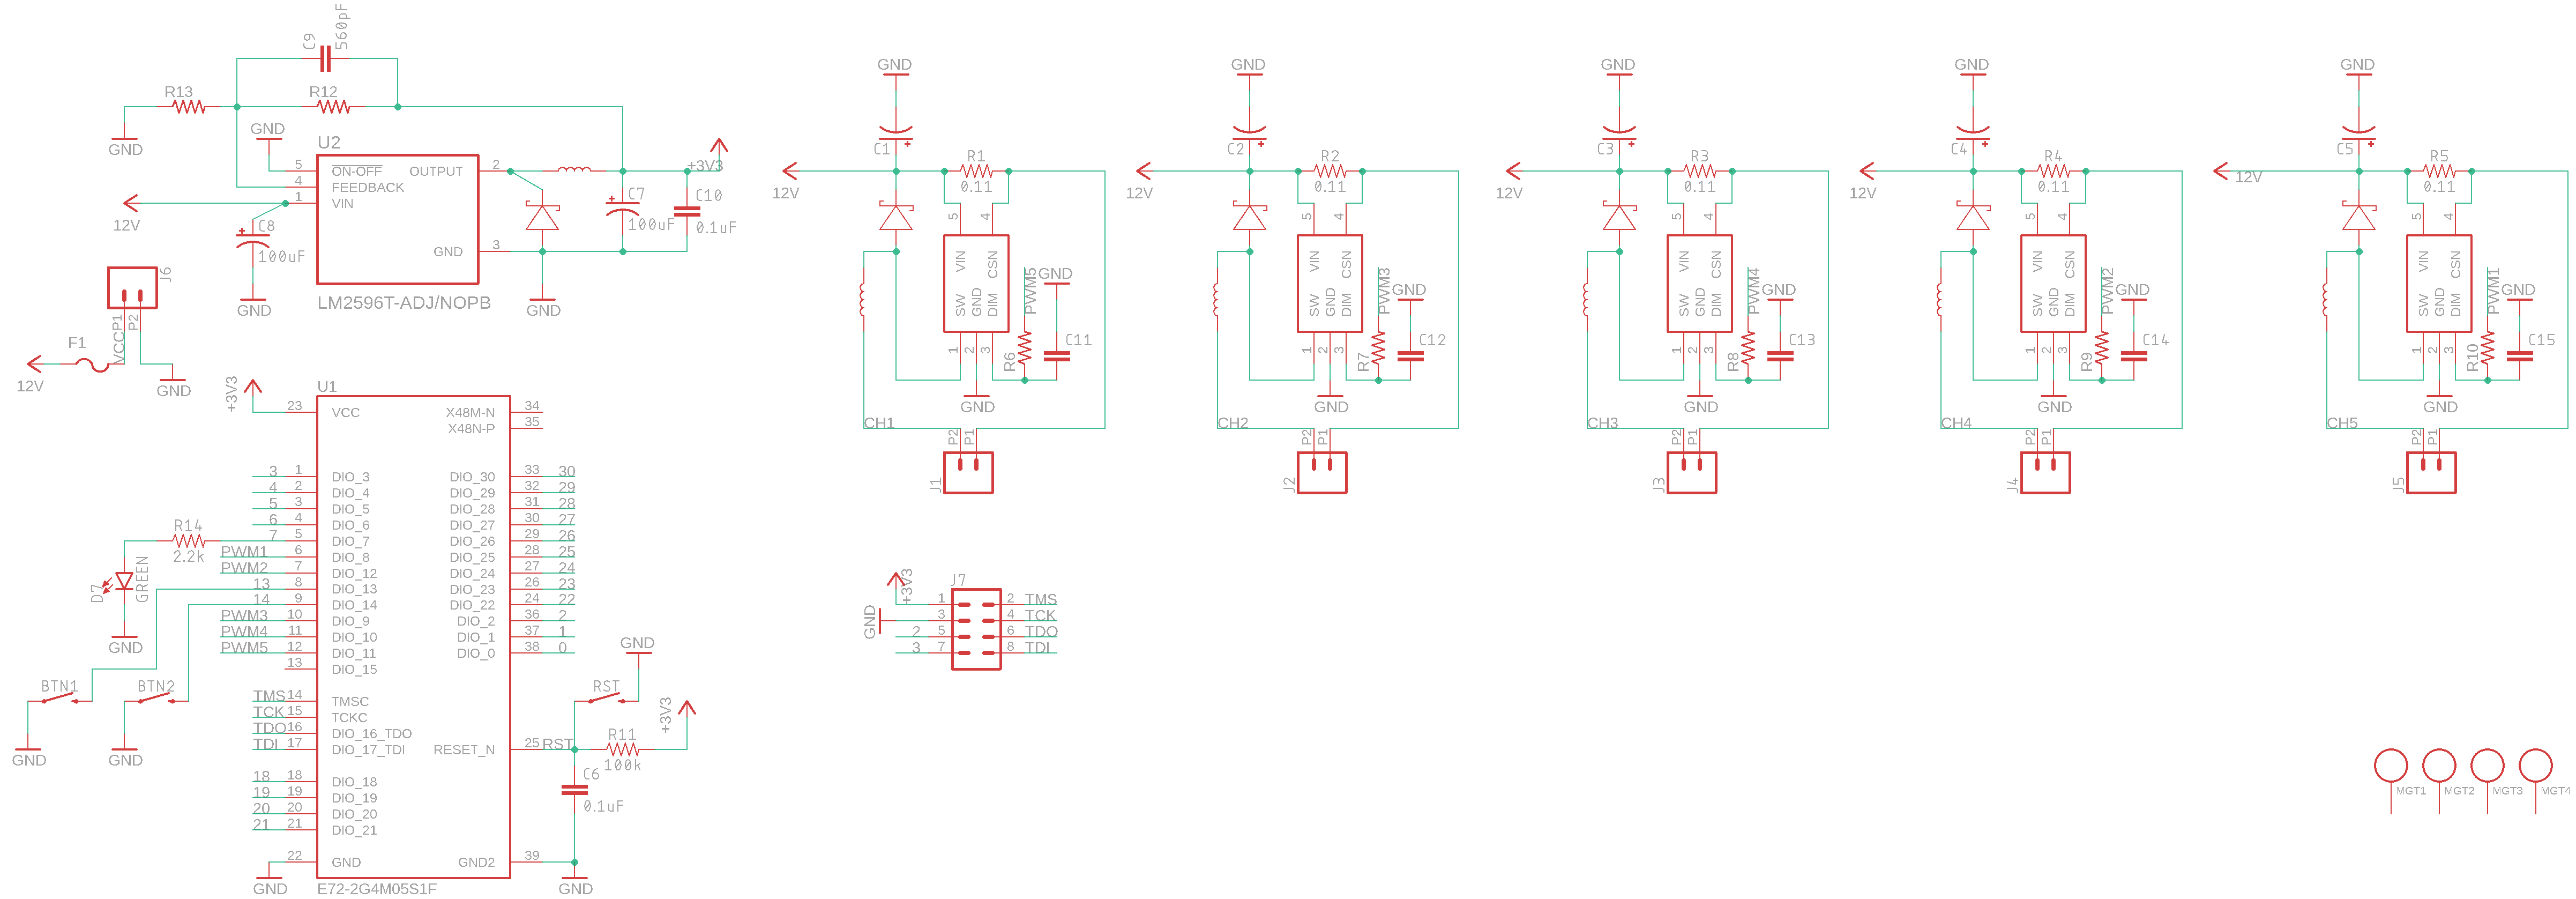 C9
560pF
R13
R12
GND
GND
U2
5
ON-OFF
OUTPUT
2
4
FEEDBACK
1
VIN
12V
C8
100uF
GND
3
GND
LM2596T-ADJ/NOPB
GND
+3V3
C7
100uF
C10
0.1uF
J6
VCC
P1
P2
F1
12V
GND
GND
C1
12V
R1
0.11
5
4
VIN
CSN
SW
GND
DIM
1
2
3
PWM5
GND
R6
C11
GND
CH1
P2
P1
J1
GND
C2
12V
R2
0.11
5
4
VIN
CSN
SW
GND
DIM
1
2
3
PWM3
GND
R7
C12
GND
CH2
P2
P1
J2
GND
C3
12V
R3
0.11
5
4
VIN
CSN
SW
GND
DIM
1
2
3
PWM4
GND
R8
C13
GND
CH3
P2
P1
J3
GND
C4
12V
R4
0.11
5
4
VIN
CSN
SW
GND
DIM
1
2
3
PWM2
GND
R9
C14
GND
CH4
P2
P1
J4
GND
C5
12V
R5
0.11
5
4
VIN
CSN
SW
GND
DIM
1
2
3
PWM1
GND
R10
C15
GND
CH5
P2
P1
J5
+3V3
U1
23 VCC
X48M-N 34
X48N-P 35
3 1 DIO_3
DIO_30 33 30
4 2 DIO_4
DIO_29 32 29
5 3 DIO_5
DIO_28 31 28
6 4 DIO_6
DIO_27 30 27
7 5 DIO_7
DIO_26 29 26
PWM1 6 DIO_8
DIO_25 28 25
PWM2 7 DIO_12
DIO_24 27 24
13 8 DIO_13
DIO_23 26 23
14 9 DIO_14
DIO_22 24 22
PWM3 10 DIO_9
DIO_2 36 2
PWM4 11 DIO_10
DIO_1 37 1
PWM5 12 DIO_11
DIO_0 38 0
13 DIO_15
TMS 14 TMSC
TCK 15 TCKC
TDO 16 DIO_16_TDO
TDI 17 DIO_17_TDI
RESET_N 25 RST
18 18 DIO_18
19 19 DIO_19
20 20 DIO_20
21 21 DIO_21
22 GND
GND2 39
GND
E72-2G4M05S1F
GND
R14
2.2k
D7
GREEN
GND
BTN1
BTN2
GND
GND
GND
RST
+3V3
R11
100k
C6
0.1uF
+3V3
J7
GND
1 2 TMS
3 4 TCK
2 5 6 TDO
3 7 8 TDI
MGT1
MGT2
MGT3
MGT4